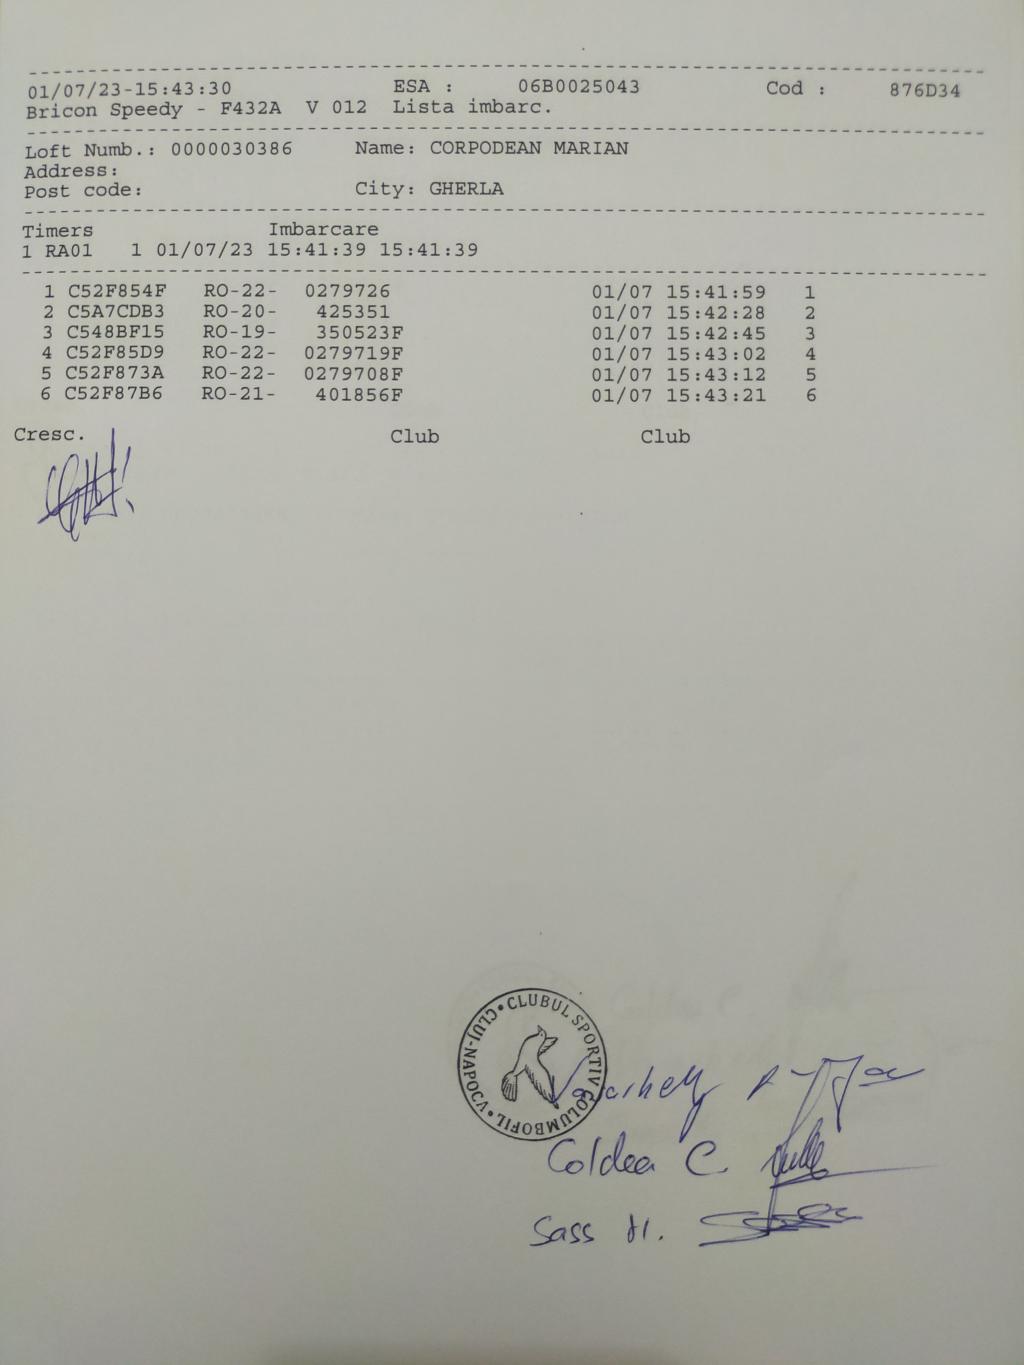 01/07/23-15:43:30 ESA : 06B0025043 Cod : 876D34
Bricon Speedy - F432A V 012 Lista imbarc.
Loft Numb.: 0000030386 Name: CORPODEAN MARIAN
Address:
Post code: City: GHERLA
Timers Imbarcare
1 RA01 1 01/07/23 15:41:39 15:41:39
1 C52F854F RO-22- 0279726 01/07 15:41:59 1
2 C5A7CDB3 RO-20- 425351 01/07 15:42:28 2
3 C548BF15 RO-19- 350523F 01/07 15:42:45 3
4 C52F85D9 RO-22- 0279719F 01/07 15:43:02 4
5 C52F873A RO-22- 0279708F 01/07 15:43:12 5
6 C52F87B6 RO-21- 401856F 01/07 15:43:21 6
Cresc. Club Club
CLUBUL SPORTIV COLUMBOFIL • CLUJ-NAPOCA •
Coldea C.
Sass H.